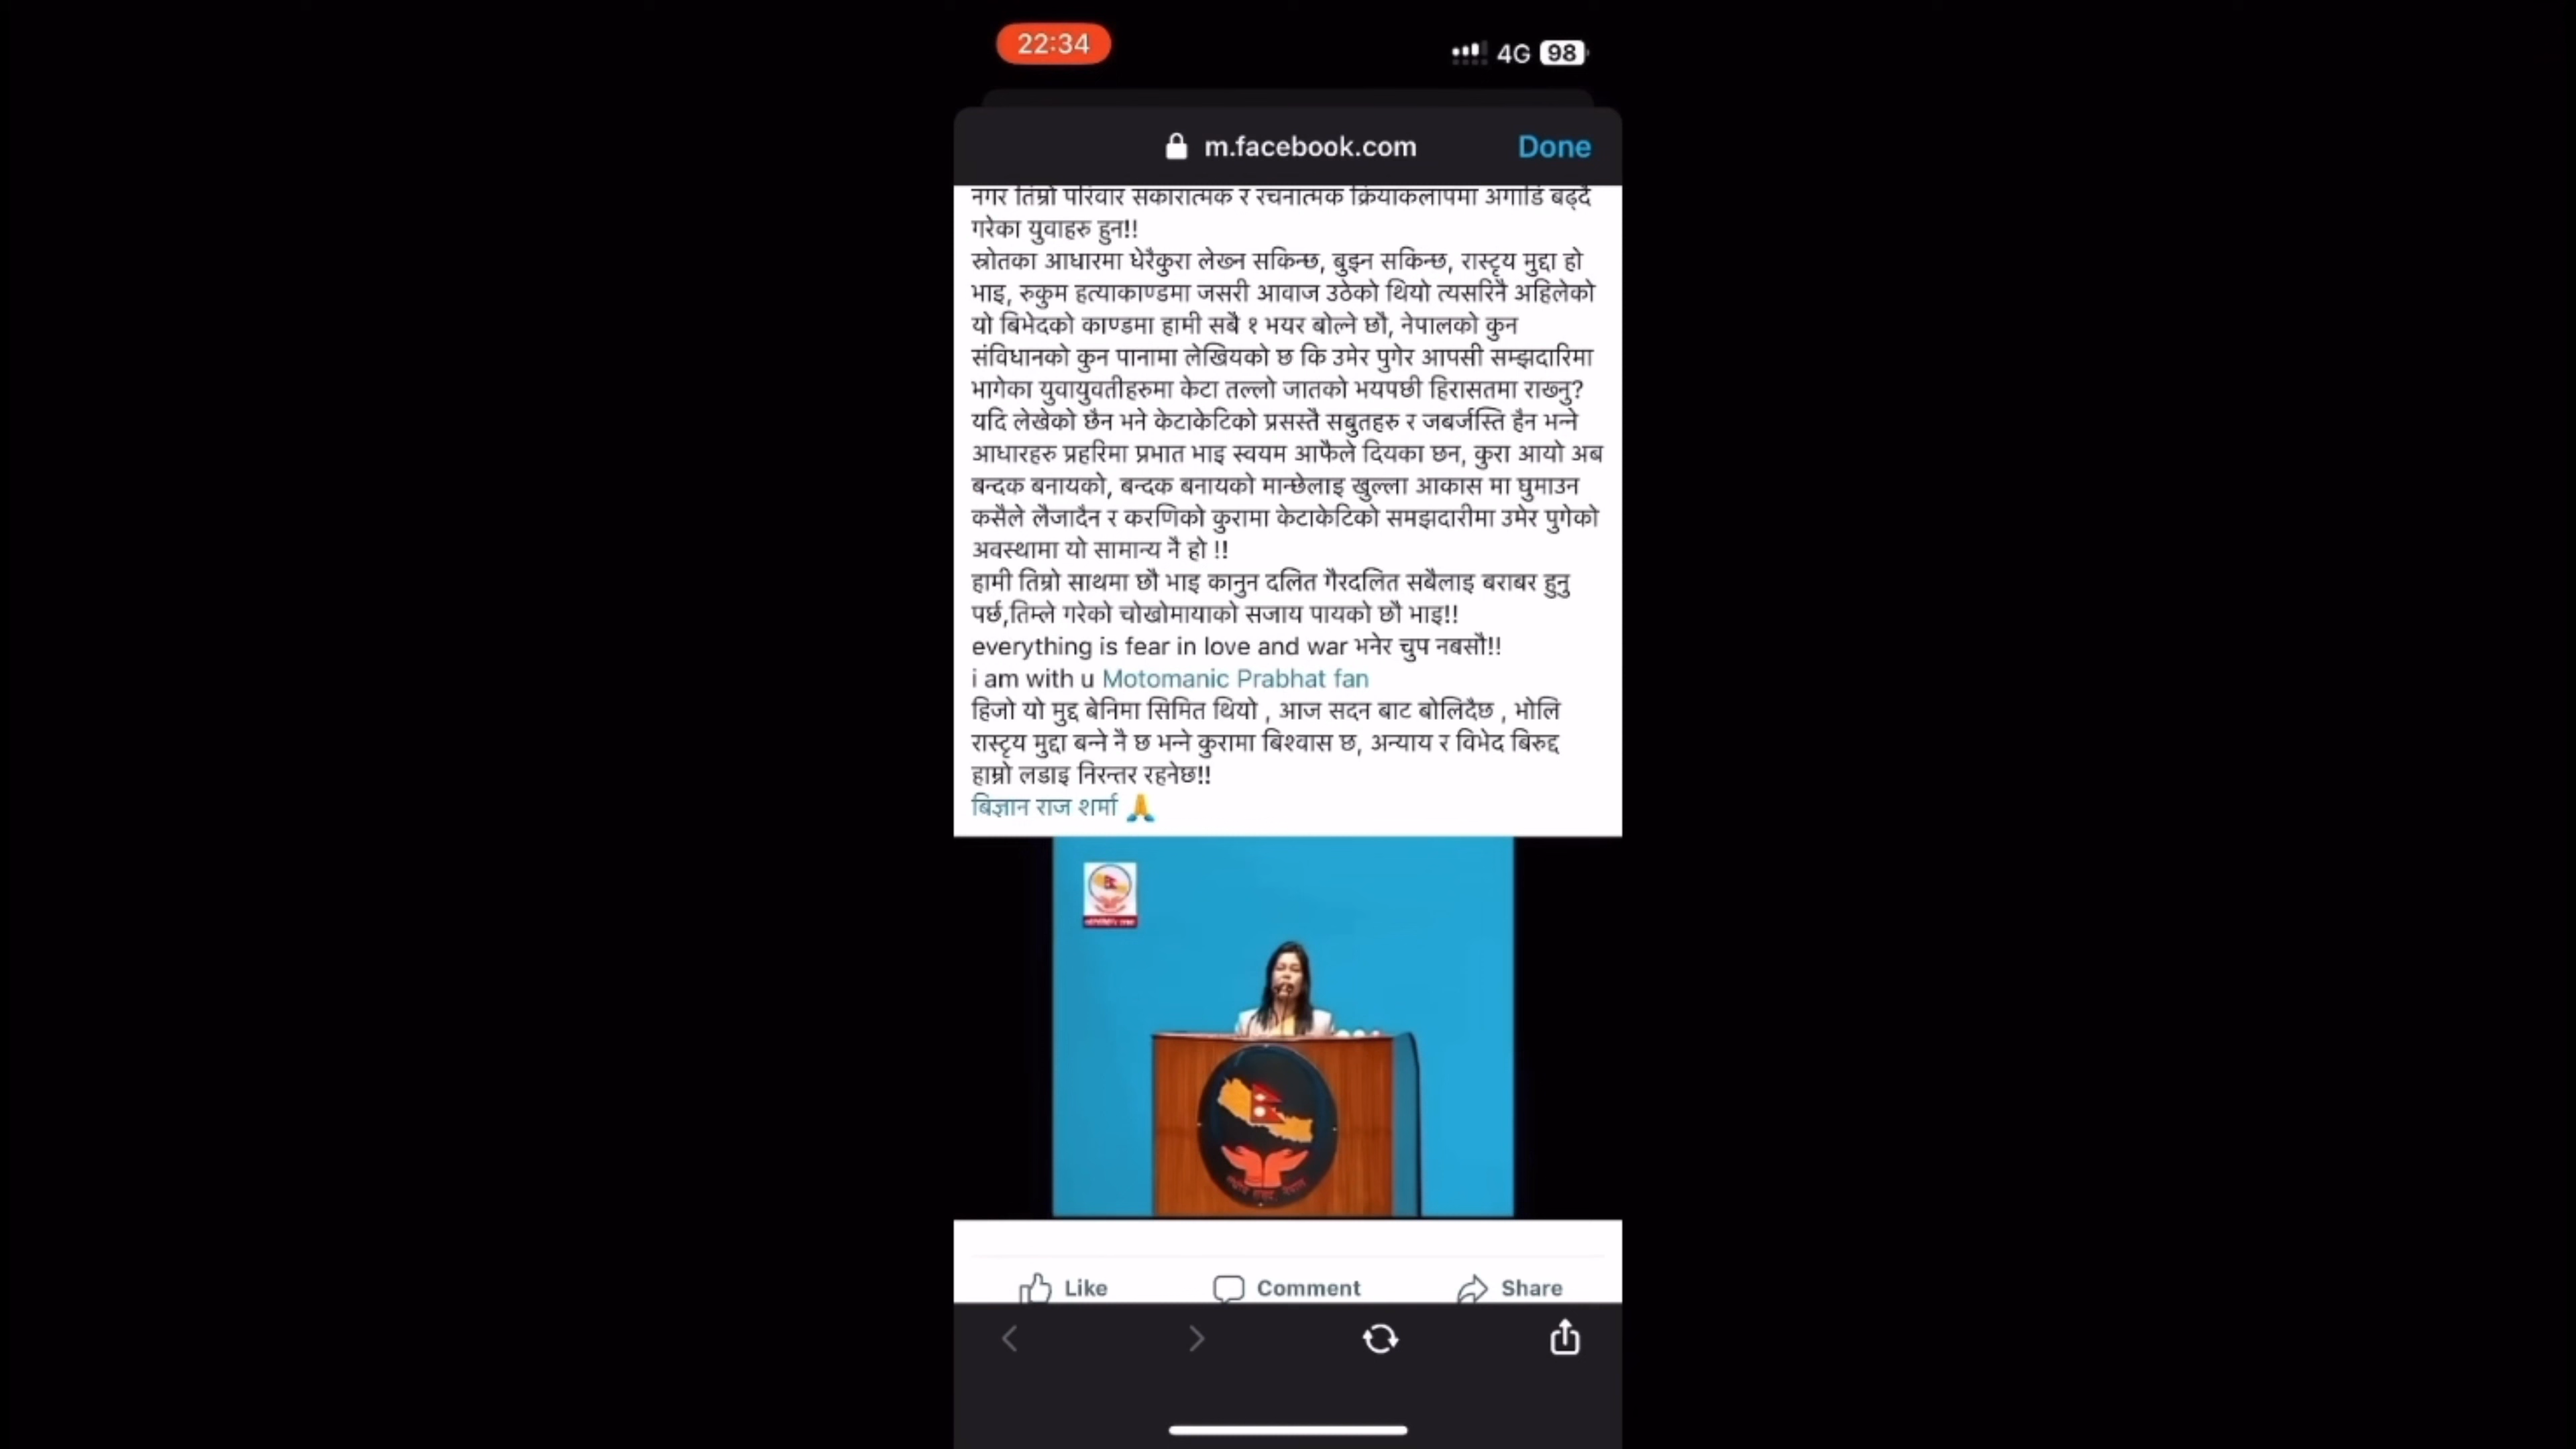 22:34
4G 98
m.facebook.com
Done
नगर तिम्रो परिवार सकारात्मक र रचनात्मक क्रियाकलापमा अगाडि बढ्दै
गरेका युवाहरु हुन!!
स्रोतका आधारमा धेरैकुरा लेख्न सकिन्छ, बुझ्न सकिन्छ, रास्ट्रय मुद्दा हो
भाइ, रुकुम हत्याकाण्डमा जसरी आवाज उठेको थियो त्यसरिनै अहिलेको
यो बिभेदको काण्डमा हामी सबै १ भयर बोल्ने छौ, नेपालको कुन
संविधानको कुन पानामा लेखियको छ कि उमेर पुगेर आपसी सम्झदारिमा
भागेका युवायुवतीहरुमा केटा तल्लो जातको भयपछी हिरासतमा राख्नु?
यदि लेखेको छैन भने केटाकेटिको प्रसस्तै सबुतहरु र जबर्जस्ति हैन भन्ने
आधारहरु प्रहरिमा प्रभात भाइ स्वयम आफैले दियका छन, कुरा आयो अब
बन्दक बनायको, बन्दक बनायको मान्छेलाइ खुल्ला आकास मा घुमाउन
कसैले लैजादैन र करणिको कुरामा केटाकेटिको समझदारीमा उमेर पुगेको
अवस्थामा यो सामान्य नै हो !!
हामी तिम्रो साथमा छौ भाइ कानुन दलित गैरदलित सबैलाइ बराबर हुनु
पर्छ,तिम्ले गरेको चोखोमायाको सजाय पायको छौ भाइ!!
everything is fear in love and war भनेर चुप नबसौ!!
i am with u Motomanic Prabhat fan
हिजो यो मुद्द बेनिमा सिमित थियो , आज सदन बाट बोलिदैछ , भोलि
रास्ट्रय मुद्दा बन्ने नै छ भन्ने कुरामा बिश्वास छ, अन्याय र विभेद बिरुद्द
हाम्रो लडाइ निरन्तर रहनेछ!!
बिज्ञान राज शर्मा 🙏
Like
Comment
Share